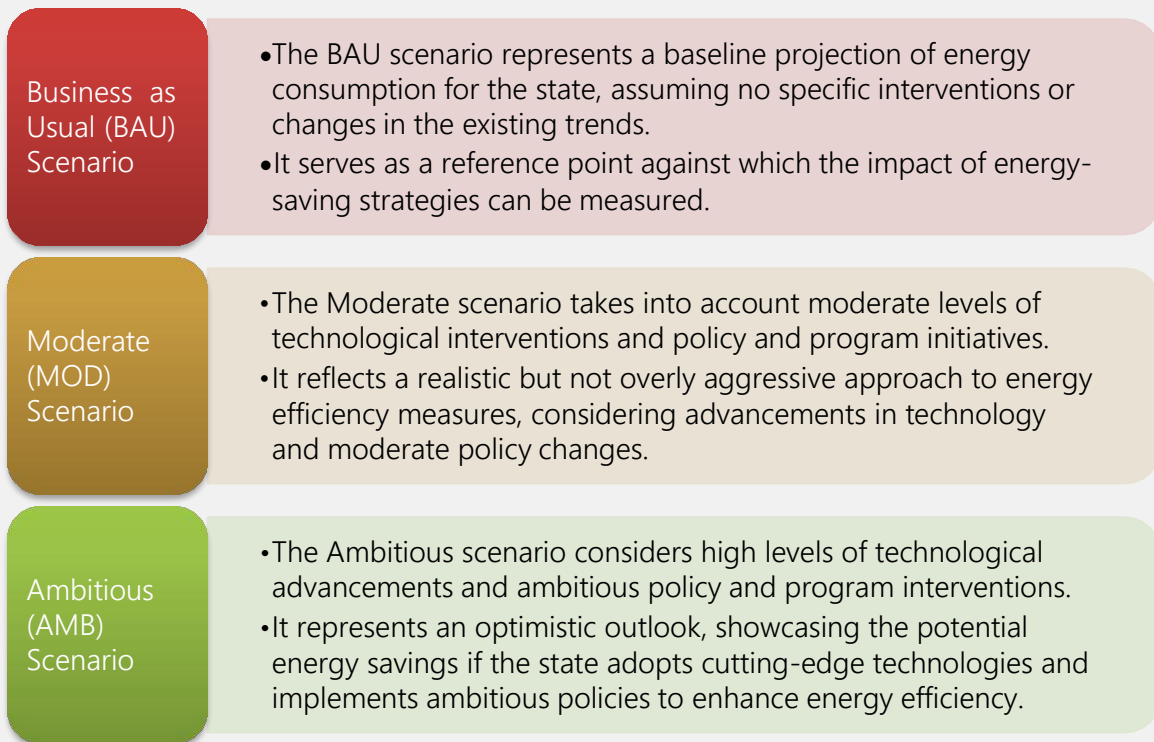 Business as
Usual (BAU)
Scenario
•The BAU scenario represents a baseline projection of energy
consumption for the state, assuming no specific interventions or
changes in the existing trends.
•It serves as a reference point against which the impact of energy-
saving strategies can be measured.
Moderate
(MOD)
Scenario
•The Moderate scenario takes into account moderate levels of
technological interventions and policy and program initiatives.
•It reflects a realistic but not overly aggressive approach to energy
efficiency measures, considering advancements in technology
and moderate policy changes.
Ambitious
(AMB)
Scenario
•The Ambitious scenario considers high levels of technological
advancements and ambitious policy and program interventions.
•It represents an optimistic outlook, showcasing the potential
energy savings if the state adopts cutting-edge technologies and
implements ambitious policies to enhance energy efficiency.